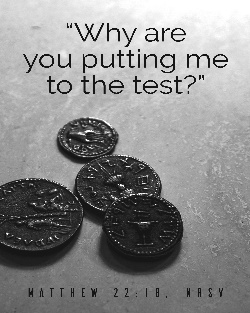 “Why are
you putting me
to the test?”
MATTHEW 22:18, NRSV